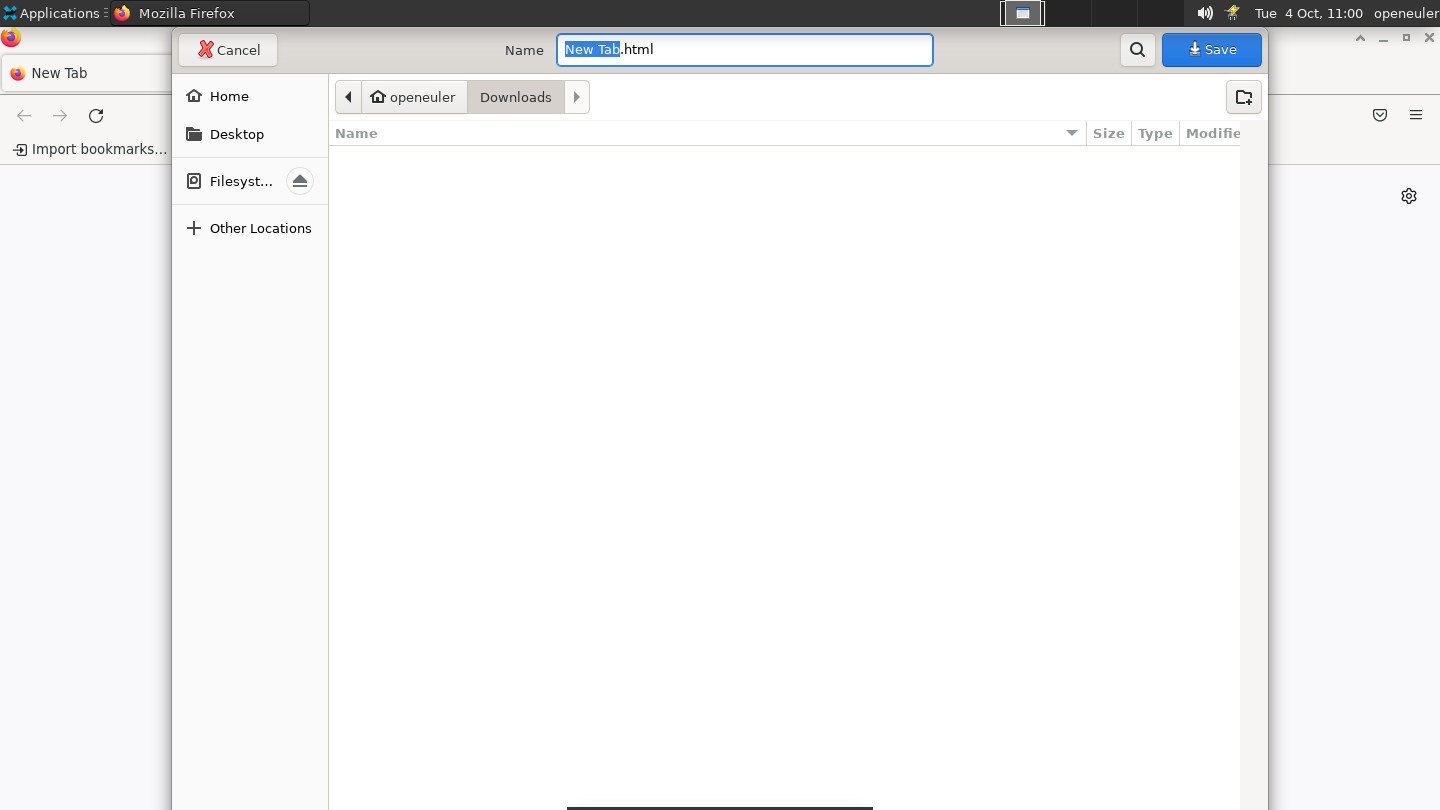 Applications
Mozilla Firefox
Tue 4 Oct, 11:00
openeuler
Cancel
Name
New Tab.html
Save
New Tab
Home
openeuler
Downloads
Desktop
Name
Size
Type
Modifie
Import bookmarks…
Filesyst…
Other Locations